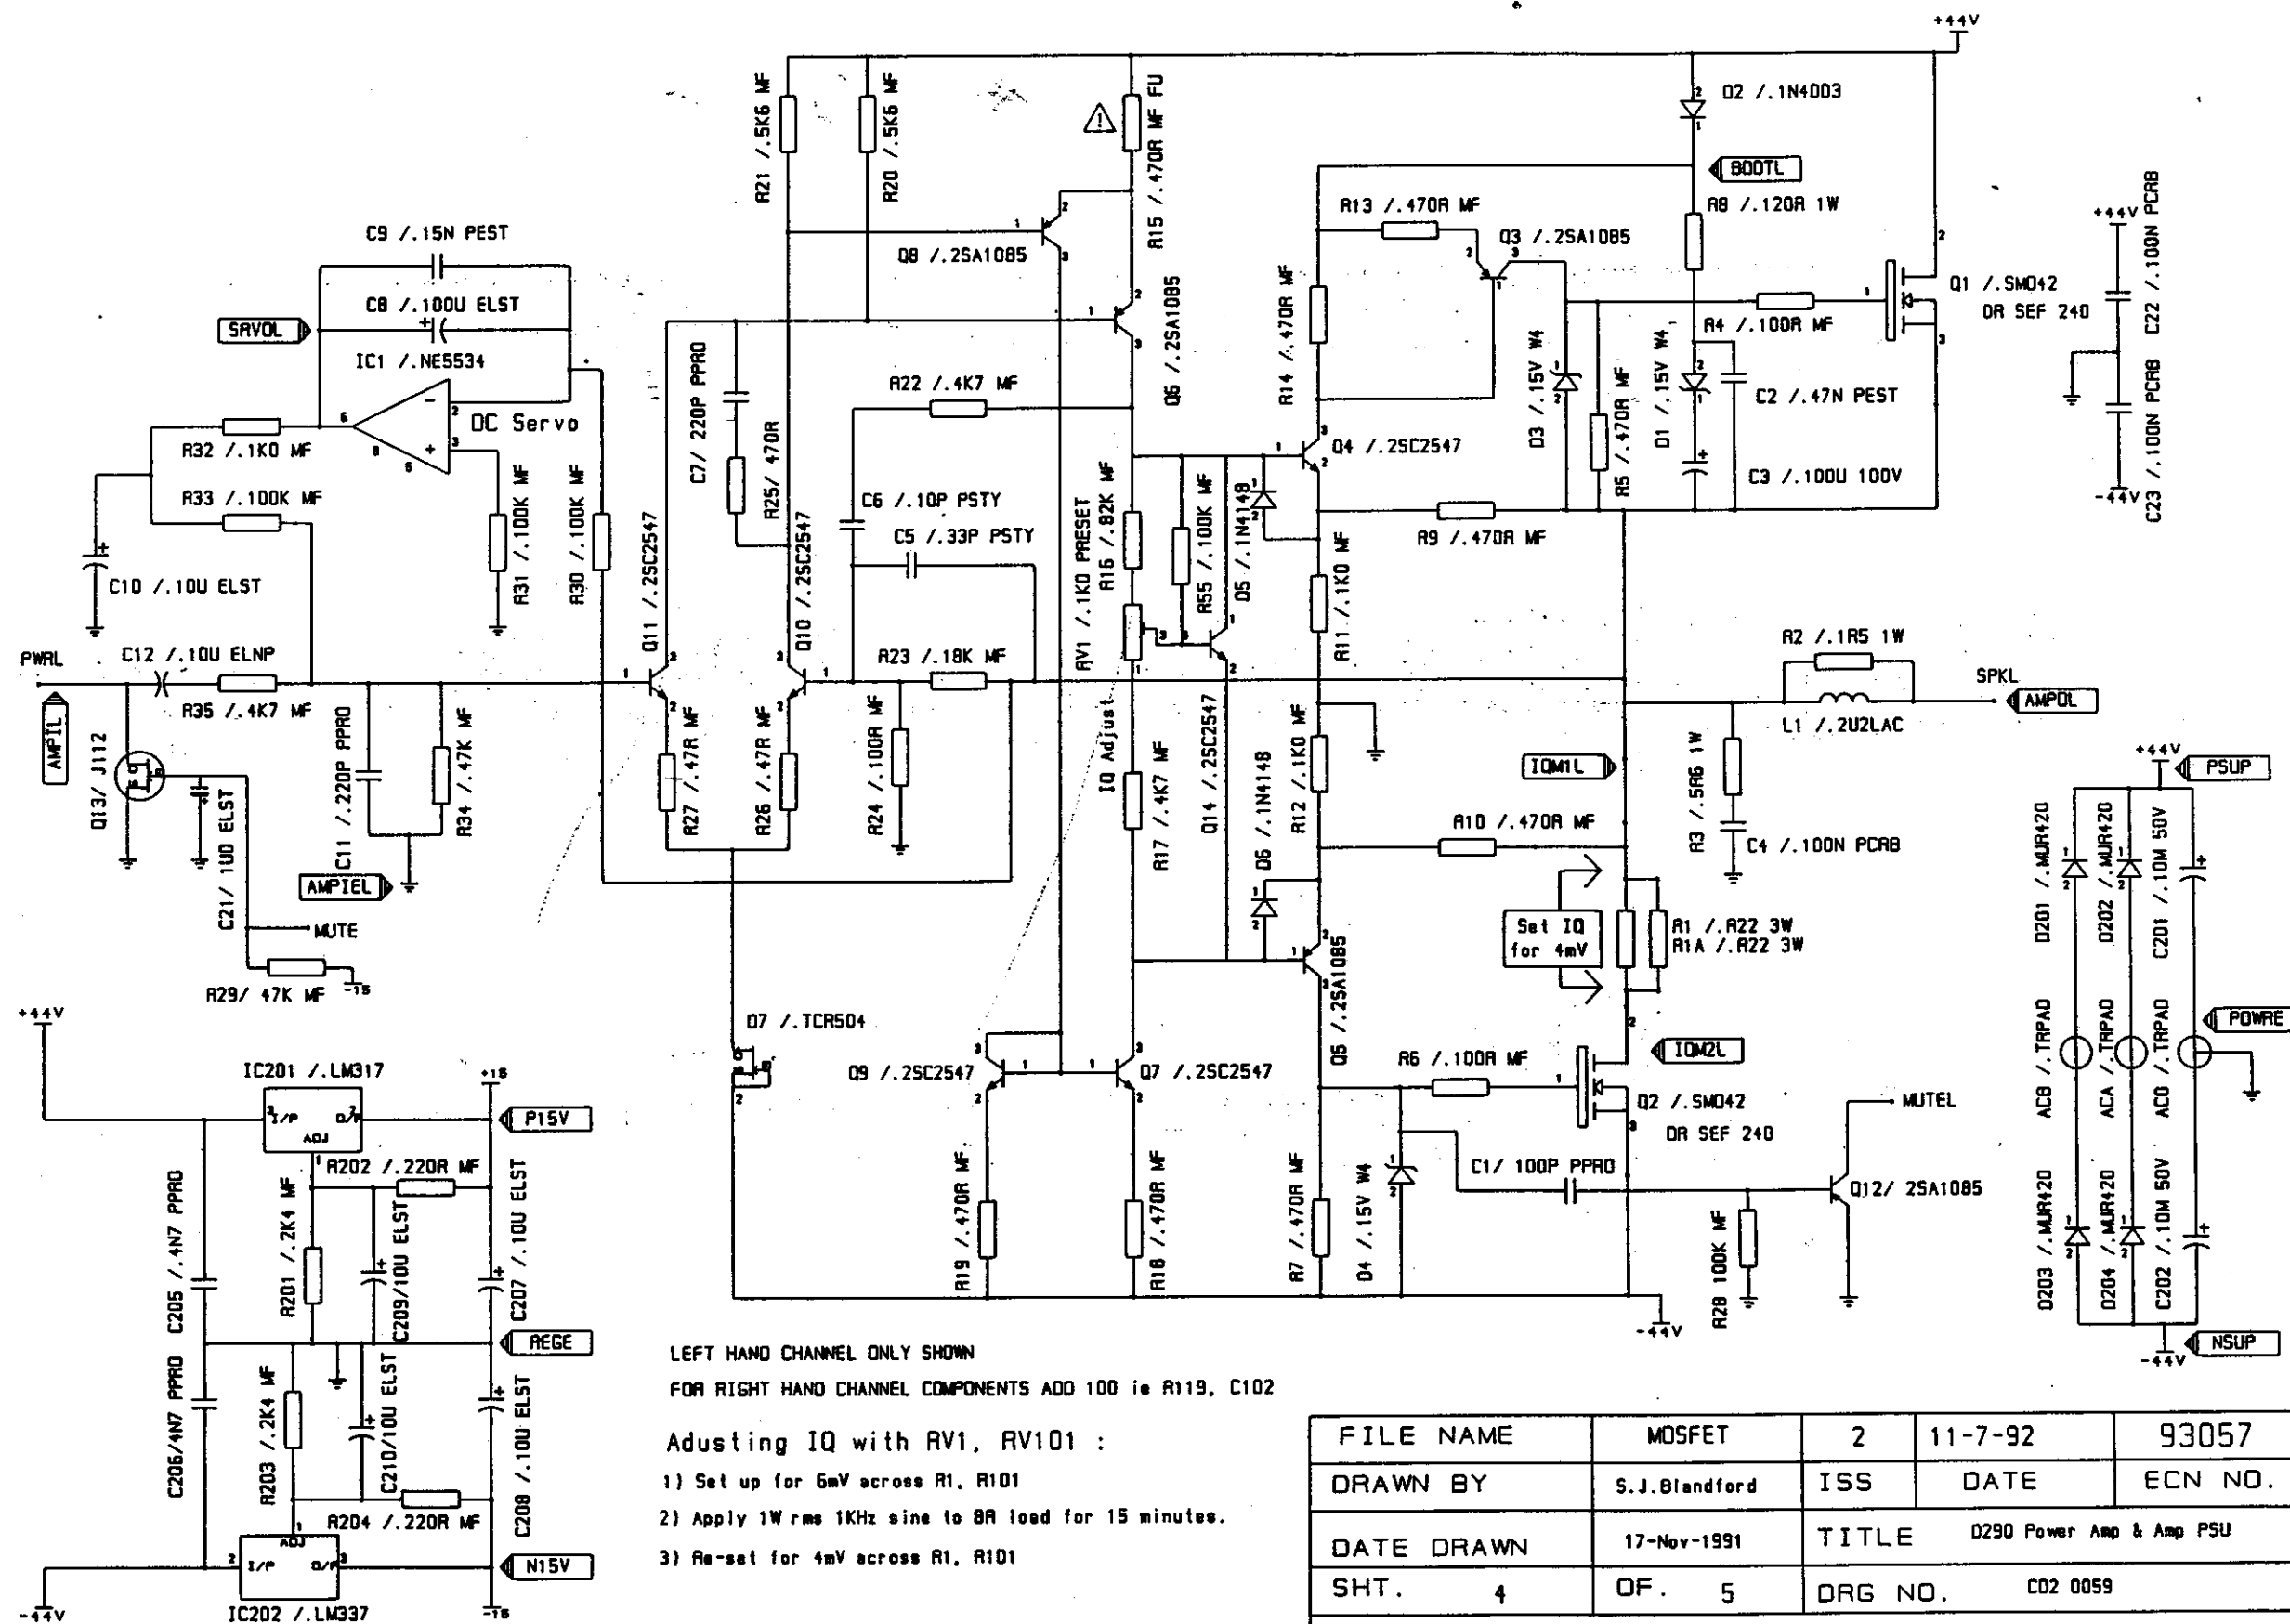 +44V
D2 /.1N4003
R21 /.5K6 MF
R20 /.5K6 MF
R15 /.470R MF FU
BOOTL
R13 /.470R MF
R8 /.120R 1W
Q3 /.2SA1085
Q8 /.2SA1085
C9 /.15N PEST
C8 /.100U ELST
SRVOL
IC1 /.NE5534
DC Servo
R32 /.1K0 MF
R33 /.100K MF
C10 /.10U ELST
R31 /.100K MF
R30 /.100K MF
C7/ 220P PPRO
R25/ 470R
R22 /.4K7 MF
Q6 /.2SA1085
R14 /.470R MF
Q1 /.SMO42
OR SEF 240
R4 /.100R MF
D3 /.15V W4
R5 /.470R MF
D1 /.15V W4
C2 /.47N PEST
C3 /.100U 100V
Q4 /.2SC2547
+44V
C22 /.100N PCRB
C23 /.100N PCRB
-44V
C6 /.10P PSTY
C5 /.33P PSTY
Q11 /.2SC2547
Q10 /.2SC2547
RV1 /.1K0 PRESET
R16 /.82K MF
R55 /.100K MF
D5 /.1N4148
R9 /.470R MF
R11 /.1K0 MF
PWRL
C12 /.10U ELNP
R35 /.4K7 MF
AMPIL
R23 /.18K MF
R2 /.1R5 1W
SPKL
AMPOL
L1 /.2U2LAC
Q13/ J112
C21/ 1U0 ELST
C11 /.220P PPRO
R34 /.47K MF
AMPIEL
R27 /.47R MF
R26 /.47R MF
R24 /.100R MF
IQ Adjust
R17 /.4K7 MF
Q14 /.2SC2547
D6 /.1N4148
R12 /.1K0 MF
IQM1L
R10 /.470R MF
R3 /.5R6 1W
C4 /.100N PCRB
+44V
PSUP
D201 /.MUR420
D202 /.MUR420
C201 /.10M 50V
MUTE
R29/ 47K MF
-15
Set IQ
for 4mV
R1 /.R22 3W
R1A /.R22 3W
Q5 /.2SA1085
D7 /.TCR504
Q9 /.2SC2547
Q7 /.2SC2547
R6 /.100R MF
IQM2L
Q2 /.SMO42
OR SEF 240
MUTEL
ACB /.TRPAD
ACA /.TRPAD
AC0 /.TRPAD
POWRE
+44V
IC201 /.LM317
+15
I/P
O/P
ADJ
P15V
R202 /.220R MF
C205 /.4N7 PPRO
R201 /.2K4 MF
C209/10U ELST
C207 /.10U ELST
R19 /.470R MF
R18 /.470R MF
R7 /.470R MF
D4 /.15V W4
C1/ 100P PPRO
Q12/ 2SA1085
R28 100K MF
D203 /.MUR420
D204 /.MUR420
C202 /.10M 50V
-44V
-44V
NSUP
REGE
C206/4N7 PPRO
R203 /.2K4 MF
C210/10U ELST
C208 /.10U ELST
R204 /.220R MF
ADJ
I/P
O/P
N15V
-44V
IC202 /.LM337
-15
LEFT HAND CHANNEL ONLY SHOWN
FOR RIGHT HAND CHANNEL COMPONENTS ADD 100 ie R119, C102
Adusting IQ with RV1, RV101 :
1) Set up for 6mV across R1, R101
2) Apply 1W rms 1KHz sine to 8R load for 15 minutes.
3) Re-set for 4mV across R1, R101
FILE NAME MOSFET 2 11-7-92 93057
DRAWN BY S.J.Blandford ISS DATE ECN NO.
DATE DRAWN 17-Nov-1991 TITLE D290 Power Amp & Amp PSU
SHT. 4 OF. 5 DRG NO. CD2 0059